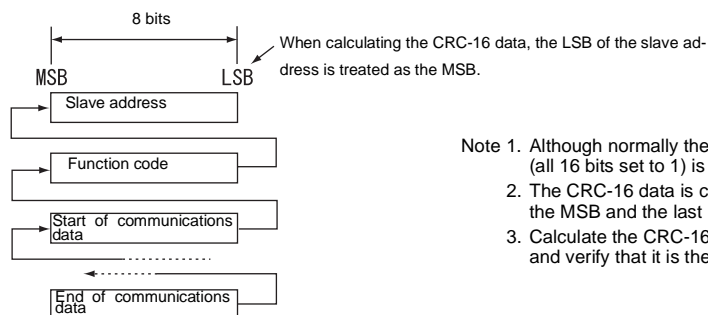 8 bits
When calculating the CRC-16 data, the LSB of the slave ad-
dress is treated as the MSB.
MSB LSB
Slave address
Function code
Start of communications
data
End of communications
data
Note 1. Although normally the
(all 16 bits set to 1) is
2. The CRC-16 data is c
the MSB and the last
3. Calculate the CRC-16
and verify that it is the